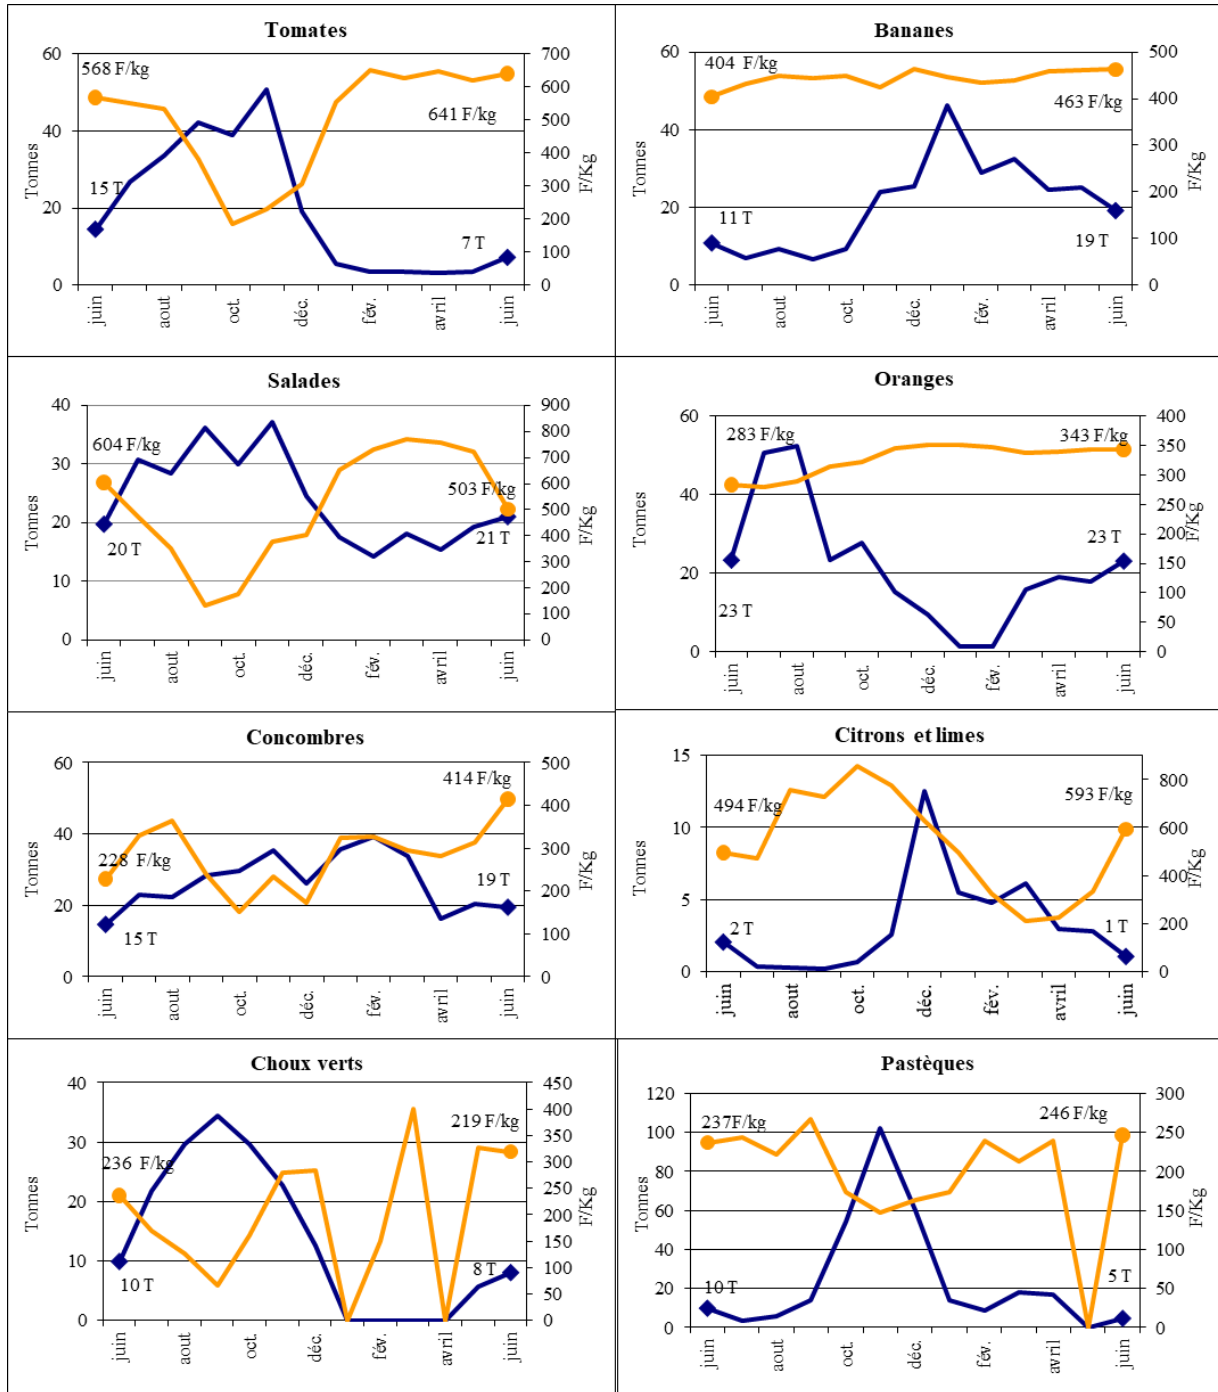 Tomates
60
40
20
0
Tonnes
700
600
500
400
300
200
100
0
F/Kg
568 F/kg
641 F/kg
15 T
7 T
juin
aout
oct.
déc.
fév.
avril
juin
Bananes
60
40
20
0
Tonnes
500
400
300
200
100
0
F/Kg
404 F/kg
463 F/kg
11 T
19 T
juin
aout
oct.
déc.
fév.
avril
juin
Salades
40
30
20
10
0
Tonnes
900
800
700
600
500
400
300
200
100
0
F/Kg
604 F/kg
503 F/kg
20 T
21 T
juin
aout
oct.
déc.
fév.
avril
juin
Oranges
60
40
20
0
Tonnes
400
350
300
250
200
150
100
50
0
F/Kg
283 F/kg
343 F/kg
23 T
23 T
juin
aout
oct.
déc.
fév.
avril
juin
Concombres
60
40
20
0
Tonnes
500
400
300
200
100
0
F/Kg
414 F/kg
228 F/kg
19 T
15 T
juin
aout
oct.
déc.
fév.
avril
juin
Citrons et limes
15
10
5
0
Tonnes
800
600
400
200
0
F/Kg
494 F/kg
593 F/kg
2 T
1 T
juin
aout
oct.
déc.
fév.
avril
juin
Choux verts
40
30
20
10
0
Tonnes
450
400
350
300
250
200
150
100
50
0
F/Kg
219 F/kg
236 F/kg
10 T
8 T
juin
aout
oct.
déc.
fév.
avril
juin
Pastèques
120
100
80
60
40
20
0
Tonnes
300
250
200
150
100
50
0
F/Kg
237F/kg
246 F/kg
10 T
5 T
juin
aout
oct.
déc.
fév.
avril
juin